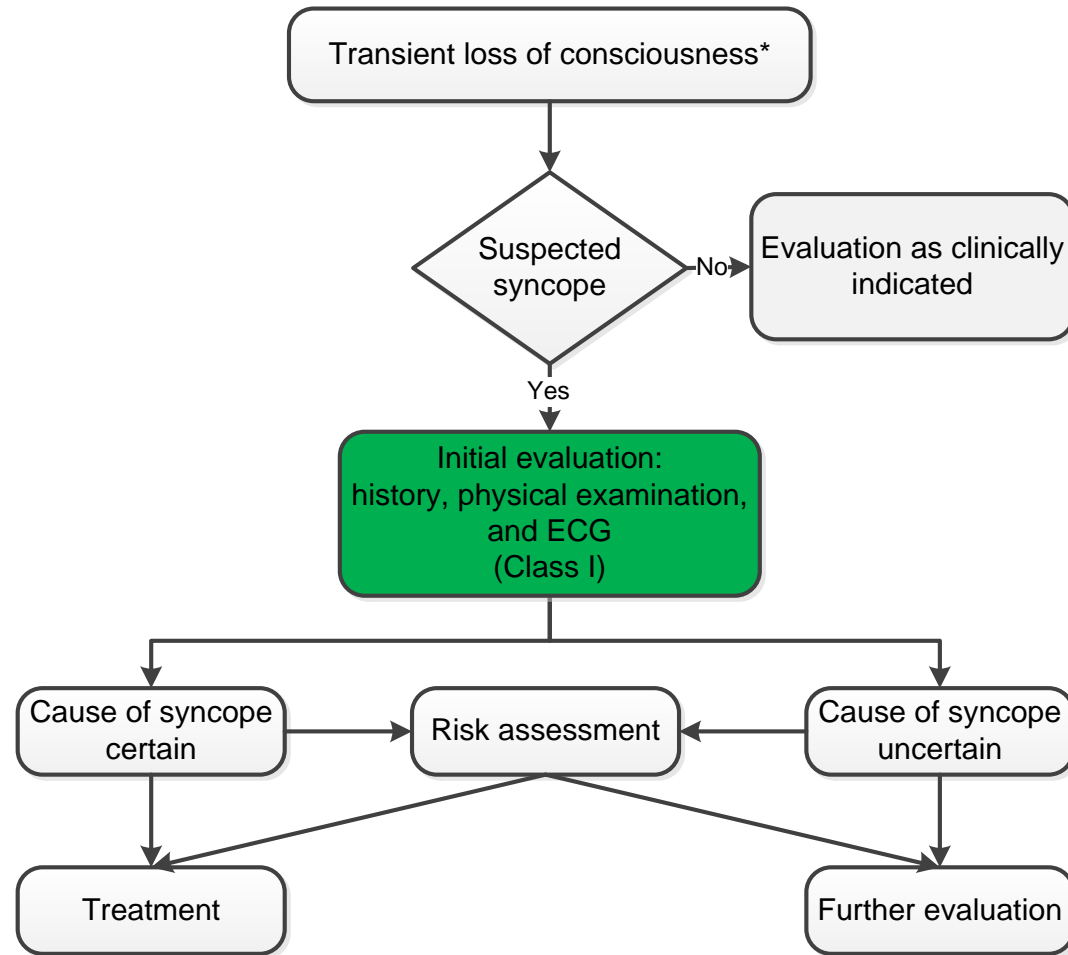 Transient loss of consciousness*
Suspected
syncope
No
Evaluation as clinically
indicated
Yes
Initial evaluation:
history, physical examination,
and ECG
(Class I)
Cause of syncope
certain
Risk assessment
Cause of syncope
uncertain
Treatment
Further evaluation